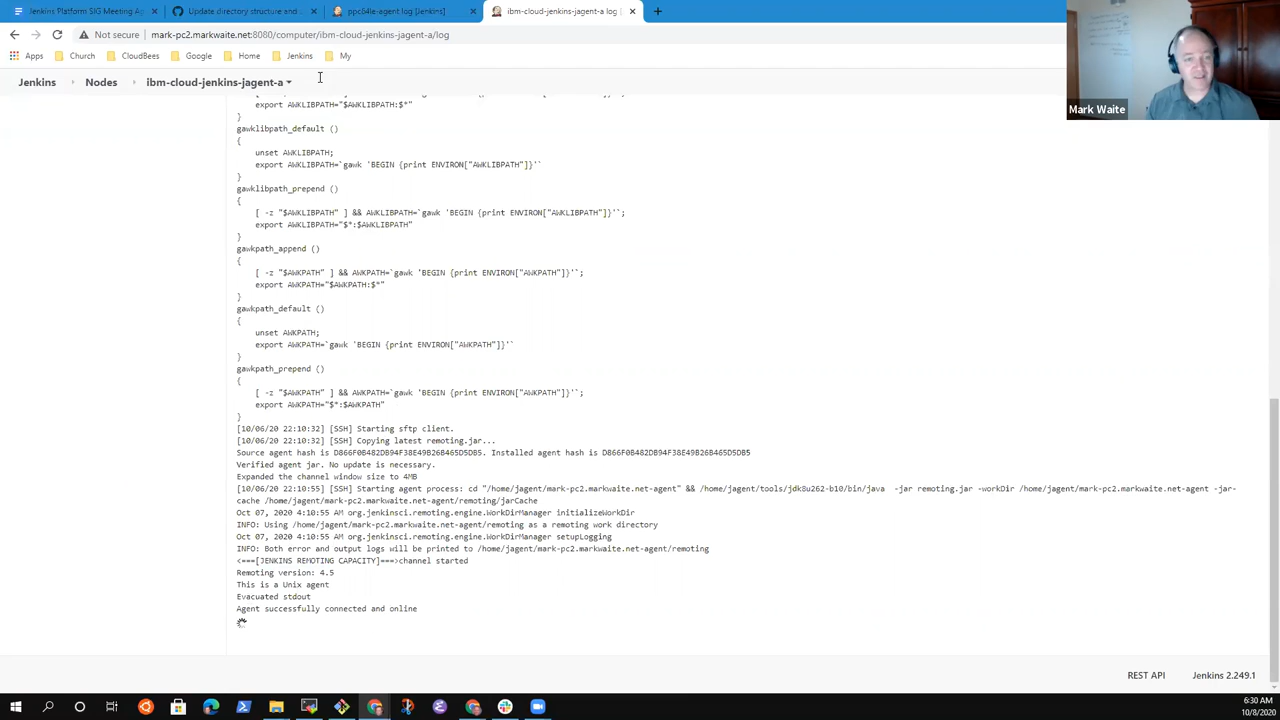 Jenkins Platform SIG Meeting Ag
Update directory structure and
ppc64le-agent log [Jenkins]
ibm-cloud-jenkins-jagent-a log [
Not secure
mark-pc2.markwaite.net:8080/computer/ibm-cloud-jenkins-jagent-a/log
Apps
Church
CloudBees
Google
Home
Jenkins
My
Mark Waite
Jenkins
Nodes
ibm-cloud-jenkins-jagent-a
export AWKLIBPATH="$AWKLIBPATH:$*"
}
gawklibpath_default ()
{
unset AWKLIBPATH;
export AWKLIBPATH=`gawk 'BEGIN {print ENVIRON["AWKLIBPATH"]}'`
}
gawklibpath_prepend ()
{
[ -z "$AWKLIBPATH" ] && AWKLIBPATH=`gawk 'BEGIN {print ENVIRON["AWKLIBPATH"]}'`;
export AWKLIBPATH="$*:$AWKLIBPATH"
}
gawkpath_append ()
{
[ -z "$AWKPATH" ] && AWKPATH=`gawk 'BEGIN {print ENVIRON["AWKPATH"]}'`;
export AWKPATH="$AWKPATH:$*"
}
gawkpath_default ()
{
unset AWKPATH;
export AWKPATH=`gawk 'BEGIN {print ENVIRON["AWKPATH"]}'`
}
gawkpath_prepend ()
{
[ -z "$AWKPATH" ] && AWKPATH=`gawk 'BEGIN {print ENVIRON["AWKPATH"]}'`;
export AWKPATH="$*:$AWKPATH"
}
[10/06/20 22:10:32] [SSH] Starting sftp client.
[10/06/20 22:10:32] [SSH] Copying latest remoting.jar...
Source agent hash is D866F0B482DB94F38E49B26B465D5DB5. Installed agent hash is D866F0B482DB94F38E49B26B465D5DB5
Verified agent jar. No update is necessary.
Expanded the channel window size to 4MB
[10/06/20 22:10:55] [SSH] Starting agent process: cd "/home/jagent/mark-pc2.markwaite.net-agent" && /home/jagent/tools/jdk8u262-b10/bin/java  -jar remoting.jar -workDir /home/jagent/mark-pc2.markwaite.net-agent -jar-
cache /home/jagent/mark-pc2.markwaite.net-agent/remoting/jarCache
Oct 07, 2020 4:10:55 AM org.jenkinsci.remoting.engine.WorkDirManager initializeWorkDir
INFO: Using /home/jagent/mark-pc2.markwaite.net-agent/remoting as a remoting work directory
Oct 07, 2020 4:10:55 AM org.jenkinsci.remoting.engine.WorkDirManager setupLogging
INFO: Both error and output logs will be printed to /home/jagent/mark-pc2.markwaite.net-agent/remoting
<===[JENKINS REMOTING CAPACITY]===>channel started
Remoting version: 4.5
This is a Unix agent
Evacuated stdout
Agent successfully connected and online
REST API
Jenkins 2.249.1
6:30 AM
10/8/2020